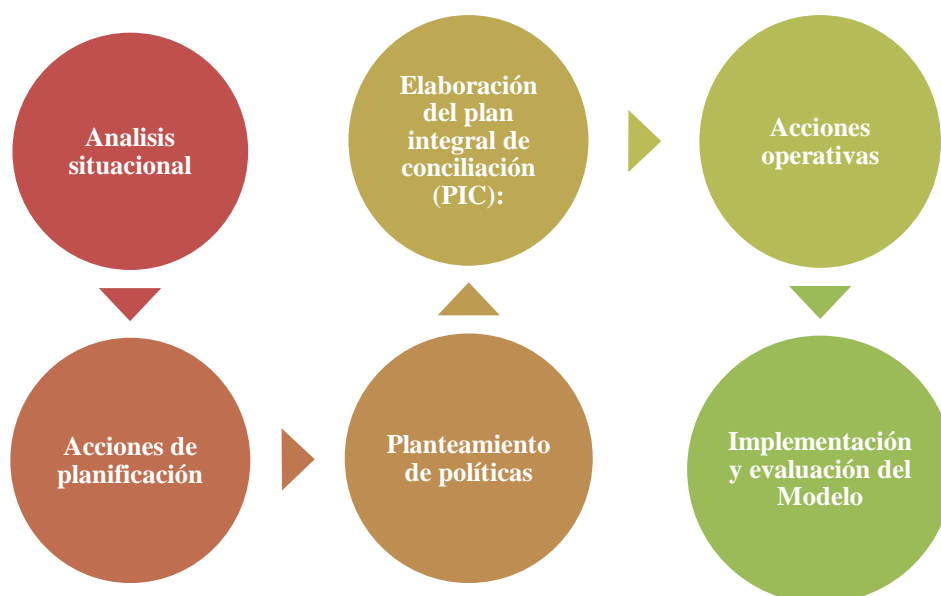 Analisis
situacional
Acciones de
planificación
Planteamiento
de políticas
Elaboración
del plan
integral de
conciliación
(PIC):
Acciones
operativas
Implementación
y evaluación del
Modelo